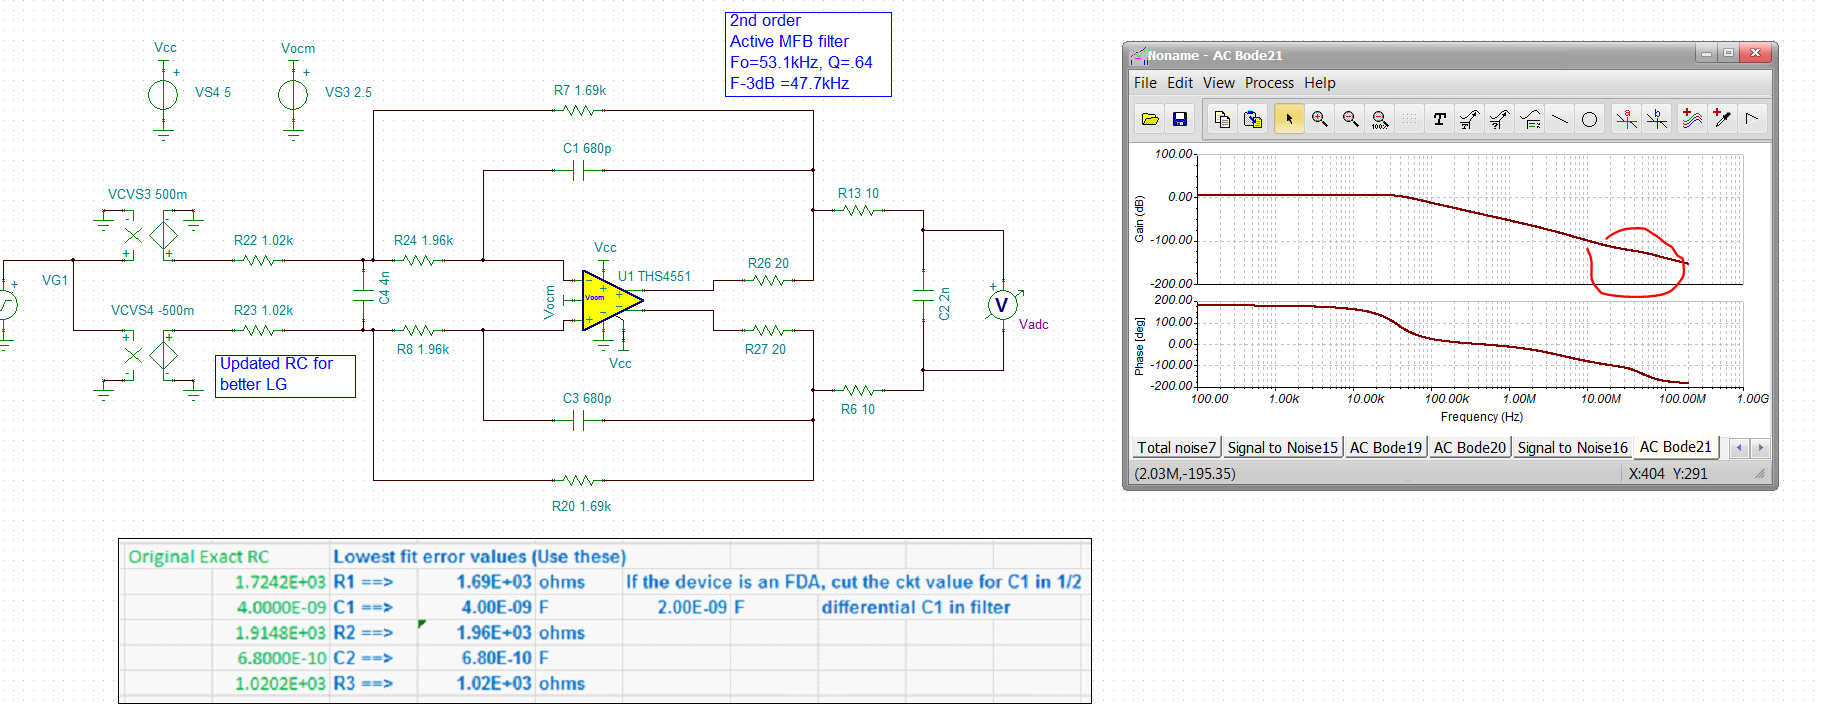 2nd order
Active MFB filter
Fo=53.1kHz, Q=.64
F-3dB =47.7kHz
Vcc
+
VS4 5
Vocm
+
VS3 2.5
R7 1.69k
C1 680p
VCVS3 500m
- -
+ +
R22 1.02k
R24 1.96k
VG1
+
C4 4n
VCVS4 -500m
+ +
- -
R23 1.02k
R8 1.96k
Updated RC for
better LG
Vcc
U1 THS4551
Vocm
Vocm
Vcc
R26 20
R27 20
R13 10
R6 10
C2 2n
+
V
Vadc
C3 680p
R20 1.69k
Noname - AC Bode21
File Edit View Process Help
T
100%
a
b
100.00
0.00
-100.00
-200.00
Gain (dB)
200.00
100.00
0.00
-100.00
-200.00
Phase [deg]
100.00 1.00k 10.00k 100.00k 1.00M 10.00M 100.00M 1.00G
Frequency (Hz)
Total noise7 Signal to Noise15 AC Bode19 AC Bode20 Signal to Noise16 AC Bode21
(2.03M,-195.35) X:404 Y:291
Original Exact RC Lowest fit error values (Use these)
1.7242E+03 R1 ==> 1.69E+03 ohms If the device is an FDA, cut the ckt value for C1 in 1/2
4.0000E-09 C1 ==> 4.00E-09 F 2.00E-09 F differential C1 in filter
1.9148E+03 R2 ==> 1.96E+03 ohms
6.8000E-10 C2 ==> 6.80E-10 F
1.0202E+03 R3 ==> 1.02E+03 ohms